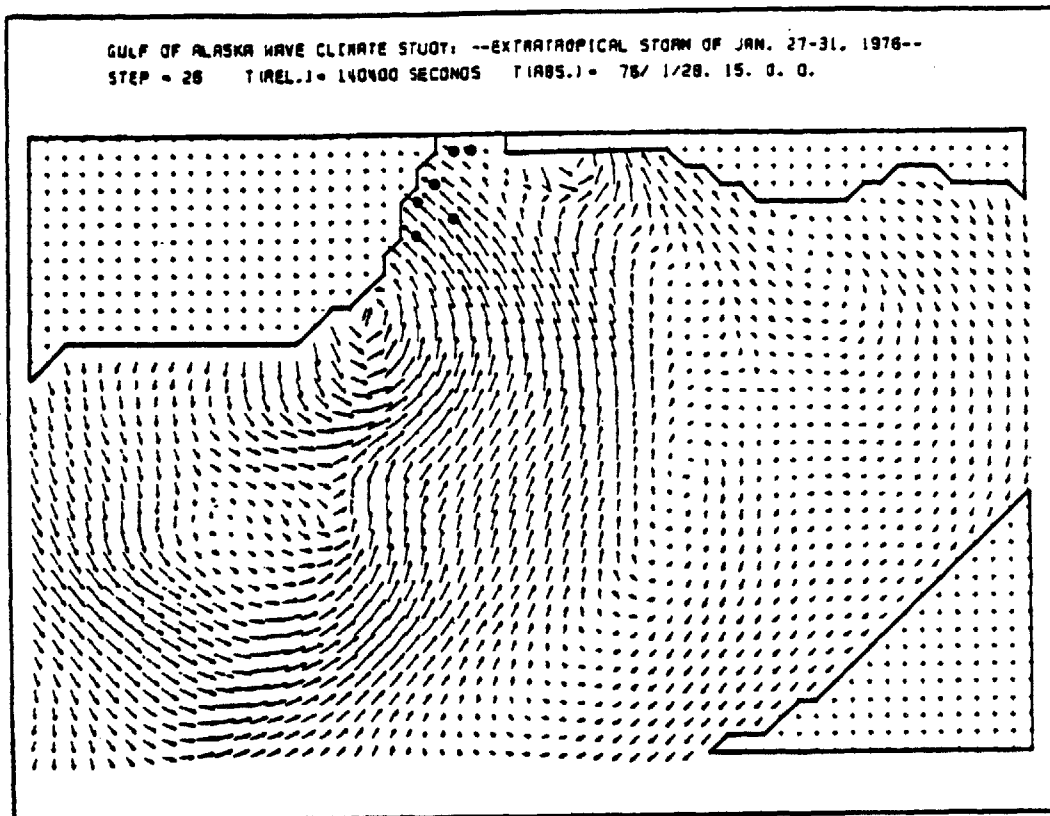 GULF OF ALASKA WAVE CLIMATE STUDY: --EXTRATROPICAL STORM OF JAN. 27-31, 1976--
STEP = 26 T(REL.)= 140400 SECONDS T(ABS.)= 76/ 1/28. 15. 0. 0.